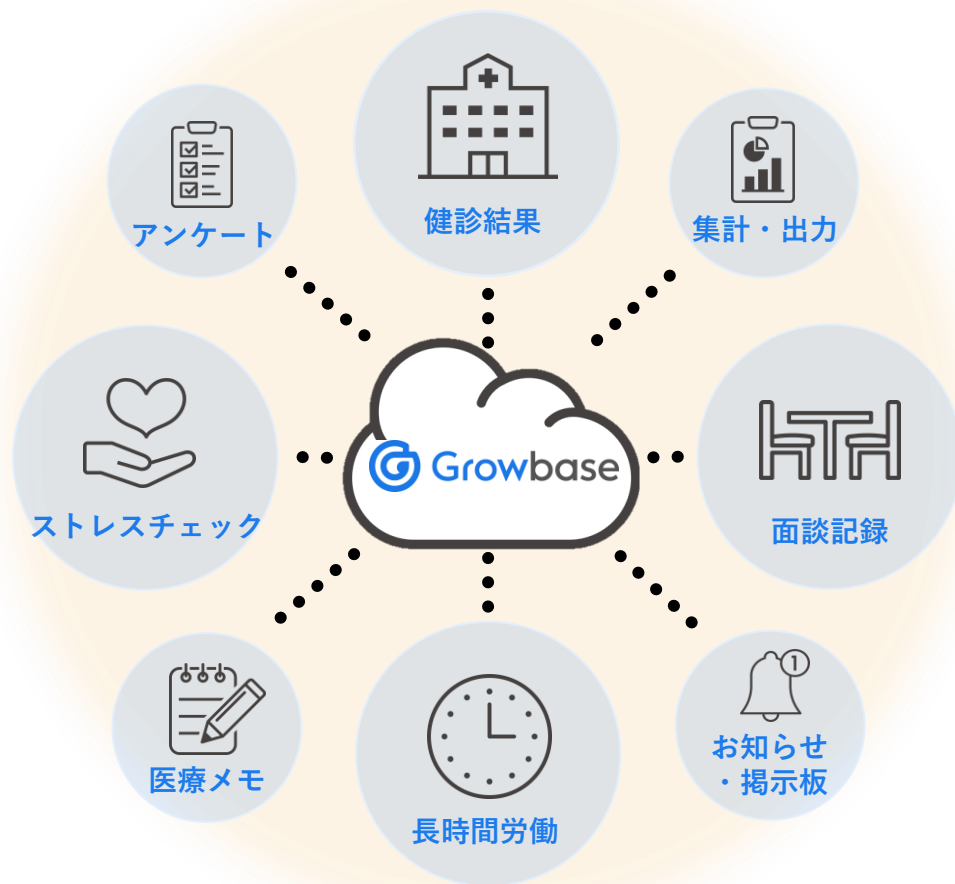 健診結果
アンケート
集計・出力
Growbase
ストレスチェック
面談記録
1
お知らせ
・掲示板
医療メモ
長時間労働